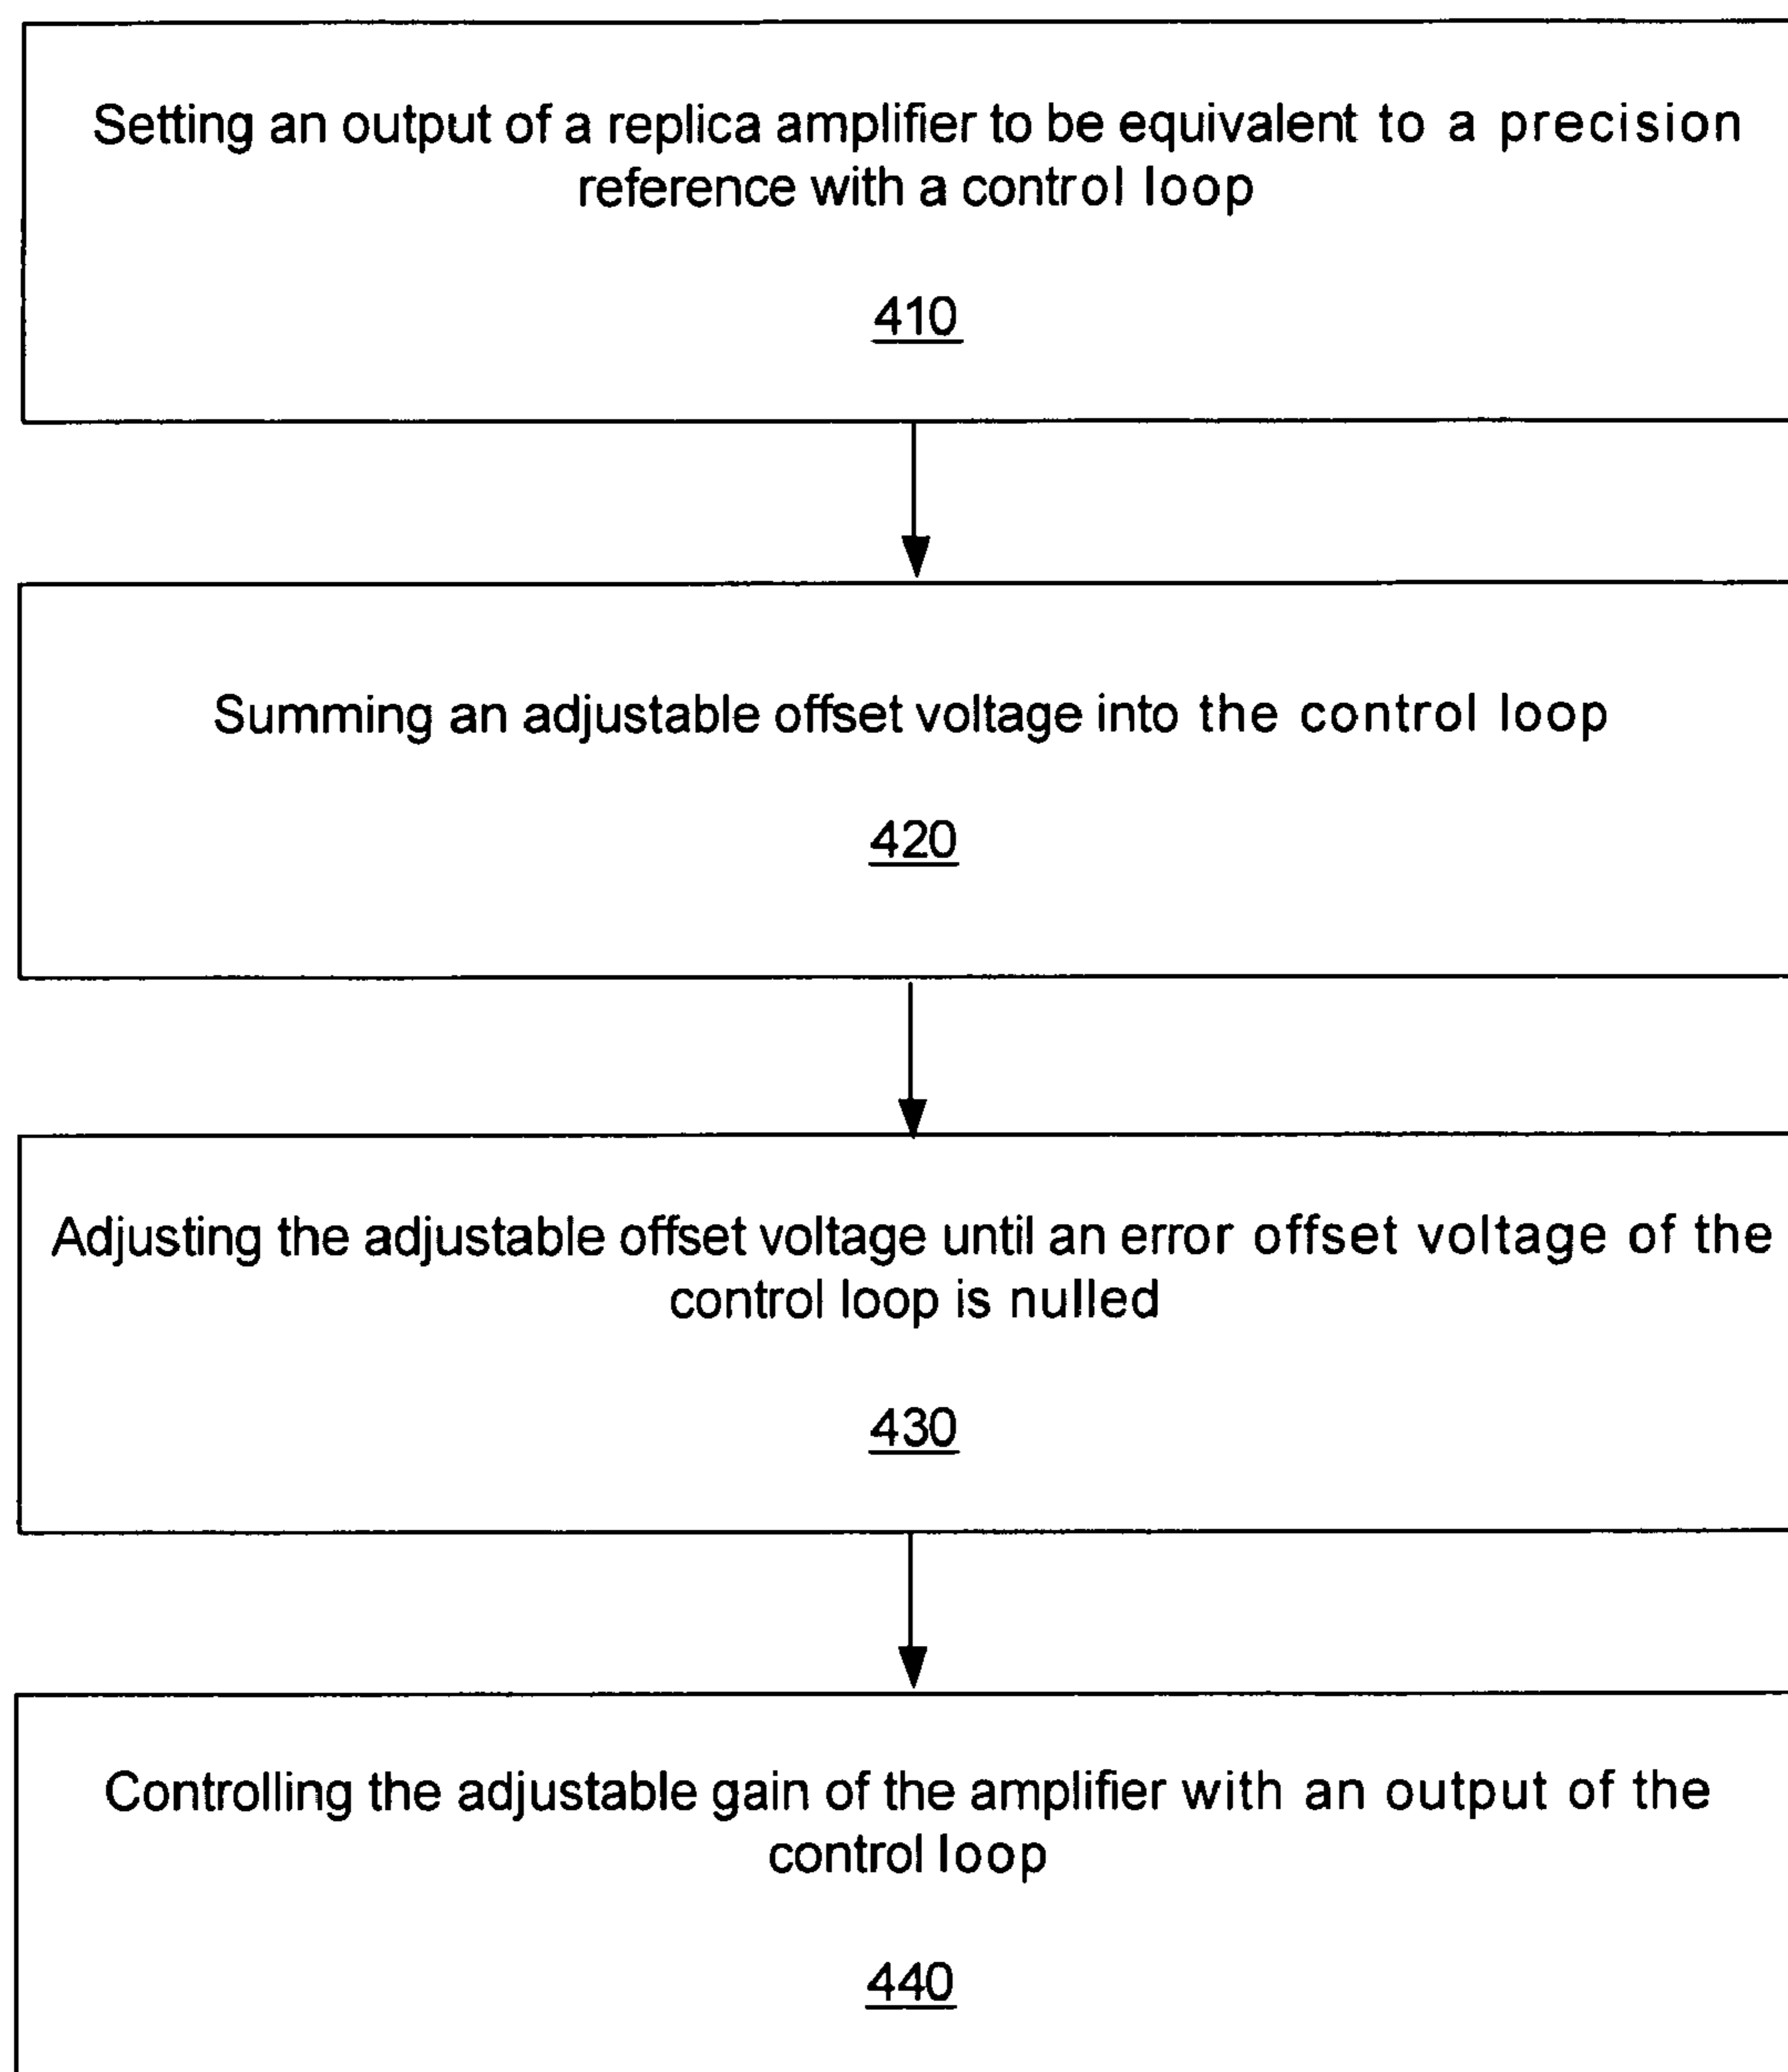 Setting an output of a replica amplifier to be equivalent to a precision
reference with a control loop
410
Summing an adjustable offset voltage into the control loop
420
Adjusting the adjustable offset voltage until an error offset voltage of the
control loop is nulled
430
Controlling the adjustable gain of the amplifier with an output of the
control loop
440